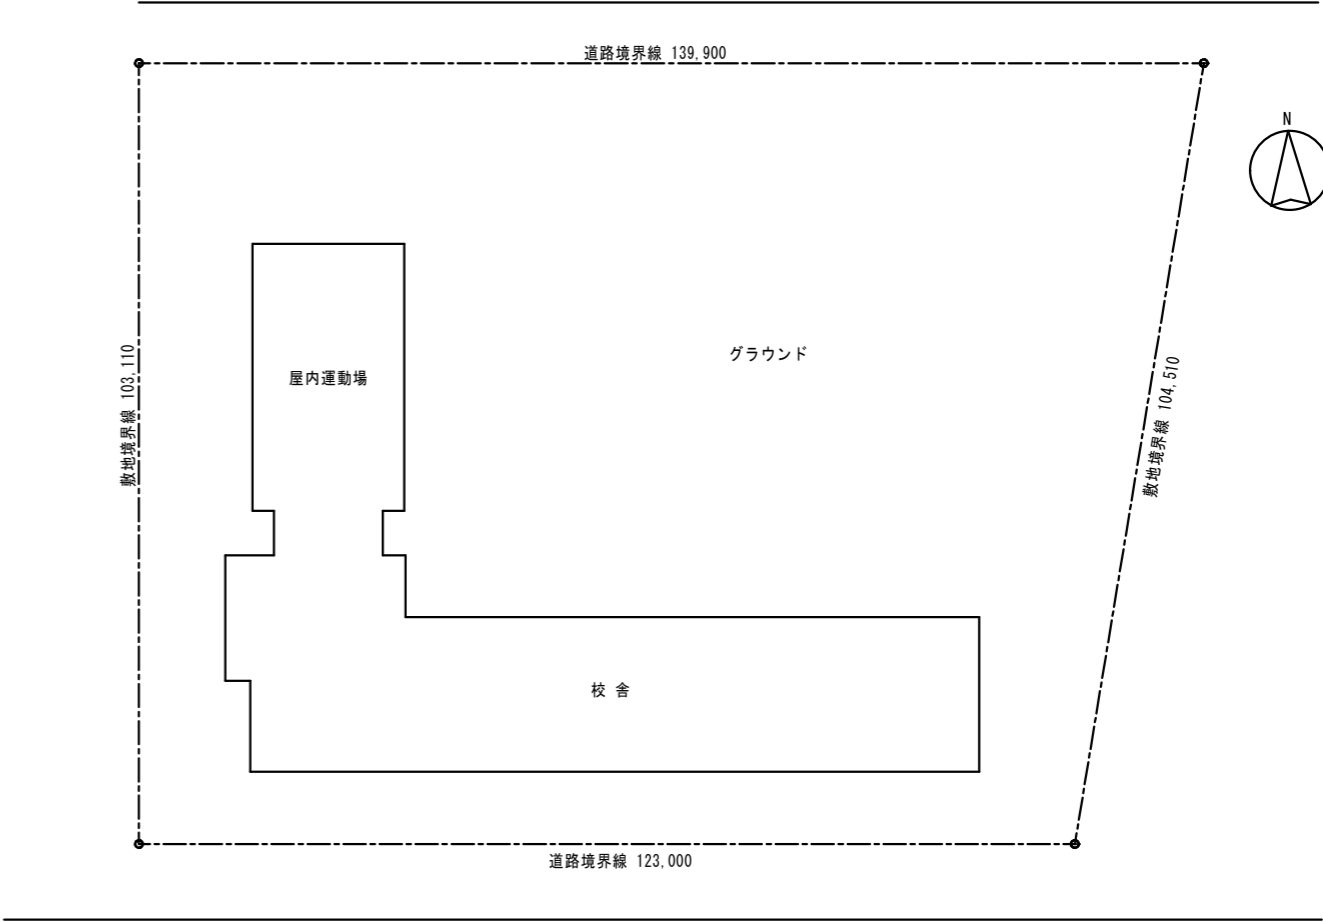 道路境界線 139,900
N
グラウンド
屋内運動場
敷地境界線 103,110
敷地境界線 104,510
校 舎
道路境界線 123,000